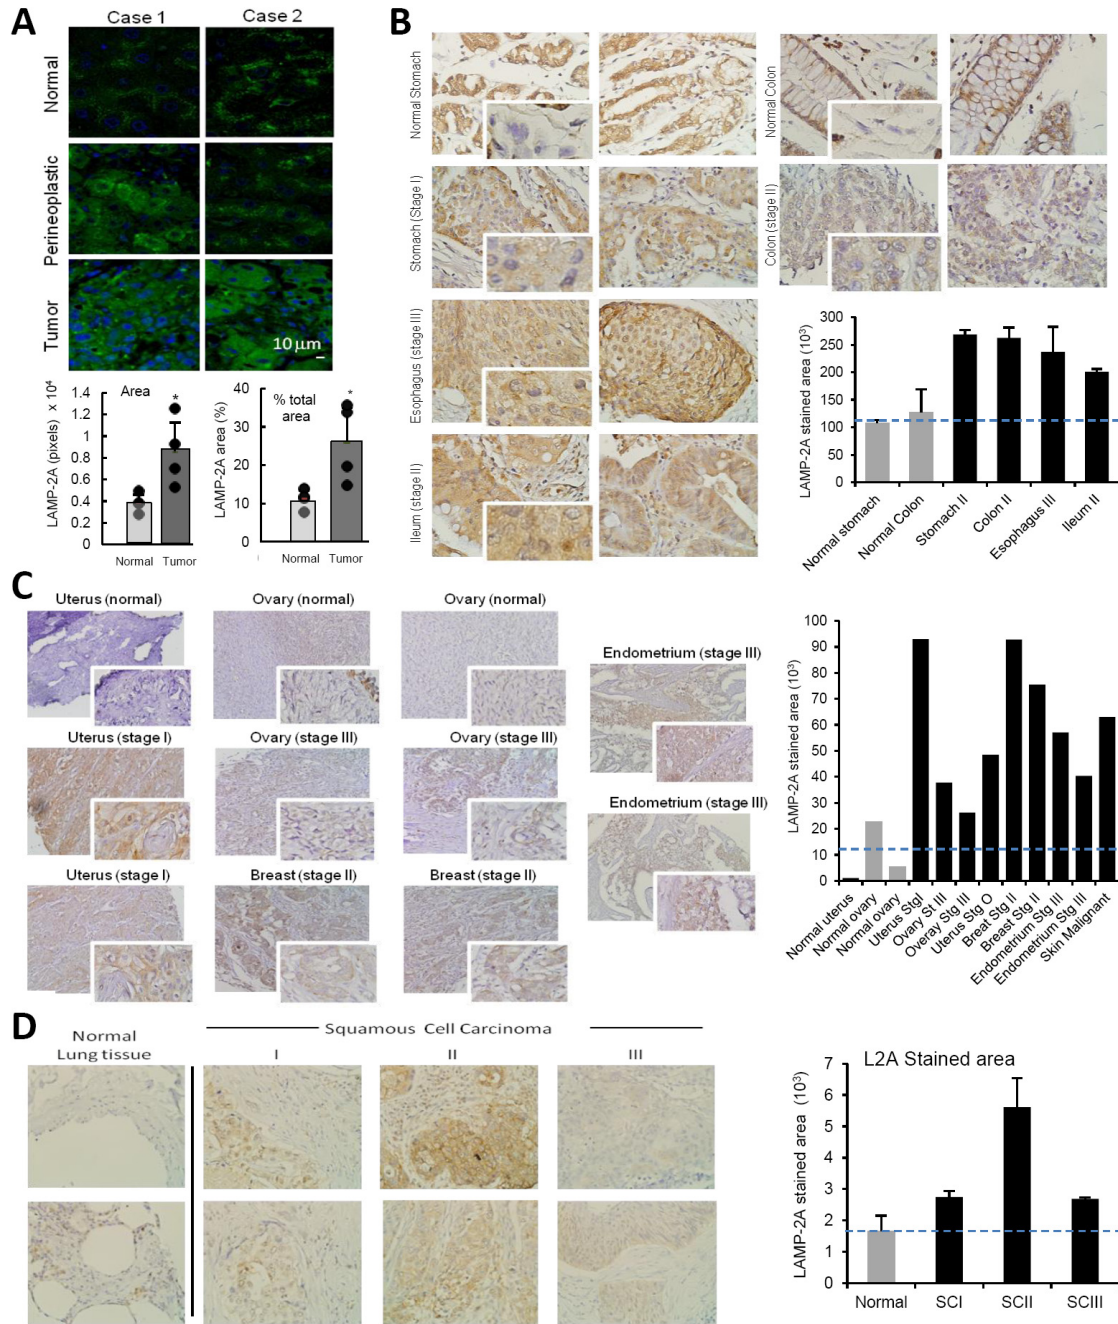 A
Case 1
Case 2
Normal
Perineoplastic
Tumor
10 µm
LAMP-2A (pixels) x 10⁴
Area
*
1.4
1.2
1
0.8
0.6
0.4
0.2
0
Normal
Tumor
LAMP-2A area (%)
% total
area
*
40
30
20
10
0
Normal
Tumor
B
Normal Stomach
Stomach (Stage I)
Esophagus (stage III)
Ileum (stage II)
Normal Colon
Colon (stage II)
LAMP-2A stained area (10³)
300
250
200
150
100
50
0
Normal stomach
Normal Colon
Stomach II
Colon II
Esophagus III
Ileum II
C
Uterus (normal)
Ovary (normal)
Ovary (normal)
Uterus (stage I)
Ovary (stage III)
Ovary (stage III)
Uterus (stage I)
Breast (stage II)
Breast (stage II)
Endometrium (stage III)
Endometrium (stage III)
LAMP-2A stained area (10³)
100
90
80
70
60
50
40
30
20
10
0
Normal uterus
Normal ovary
Normal ovary
Uterus StgI
Ovary St III
Overay Stg III
Uterus Stg O
Breat Stg II
Breast Stg II
Endometrium Stg III
Endometrium Stg III
Skin Malignant
D
Normal
Lung tissue
Squamous Cell Carcinoma
I
II
III
L2A Stained area
LAMP-2A stained area (10³)
7
6
5
4
3
2
1
0
Normal
SCI
SCII
SCIII